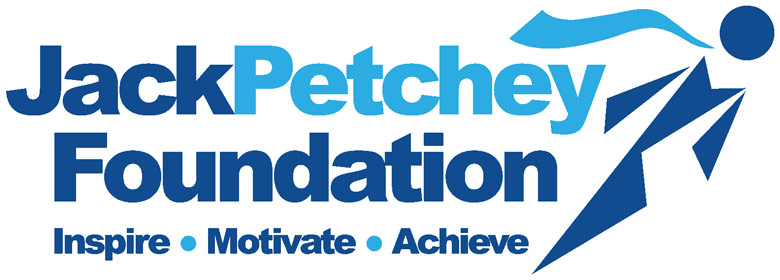 JackPetchey
Foundation
Inspire • Motivate • Achieve